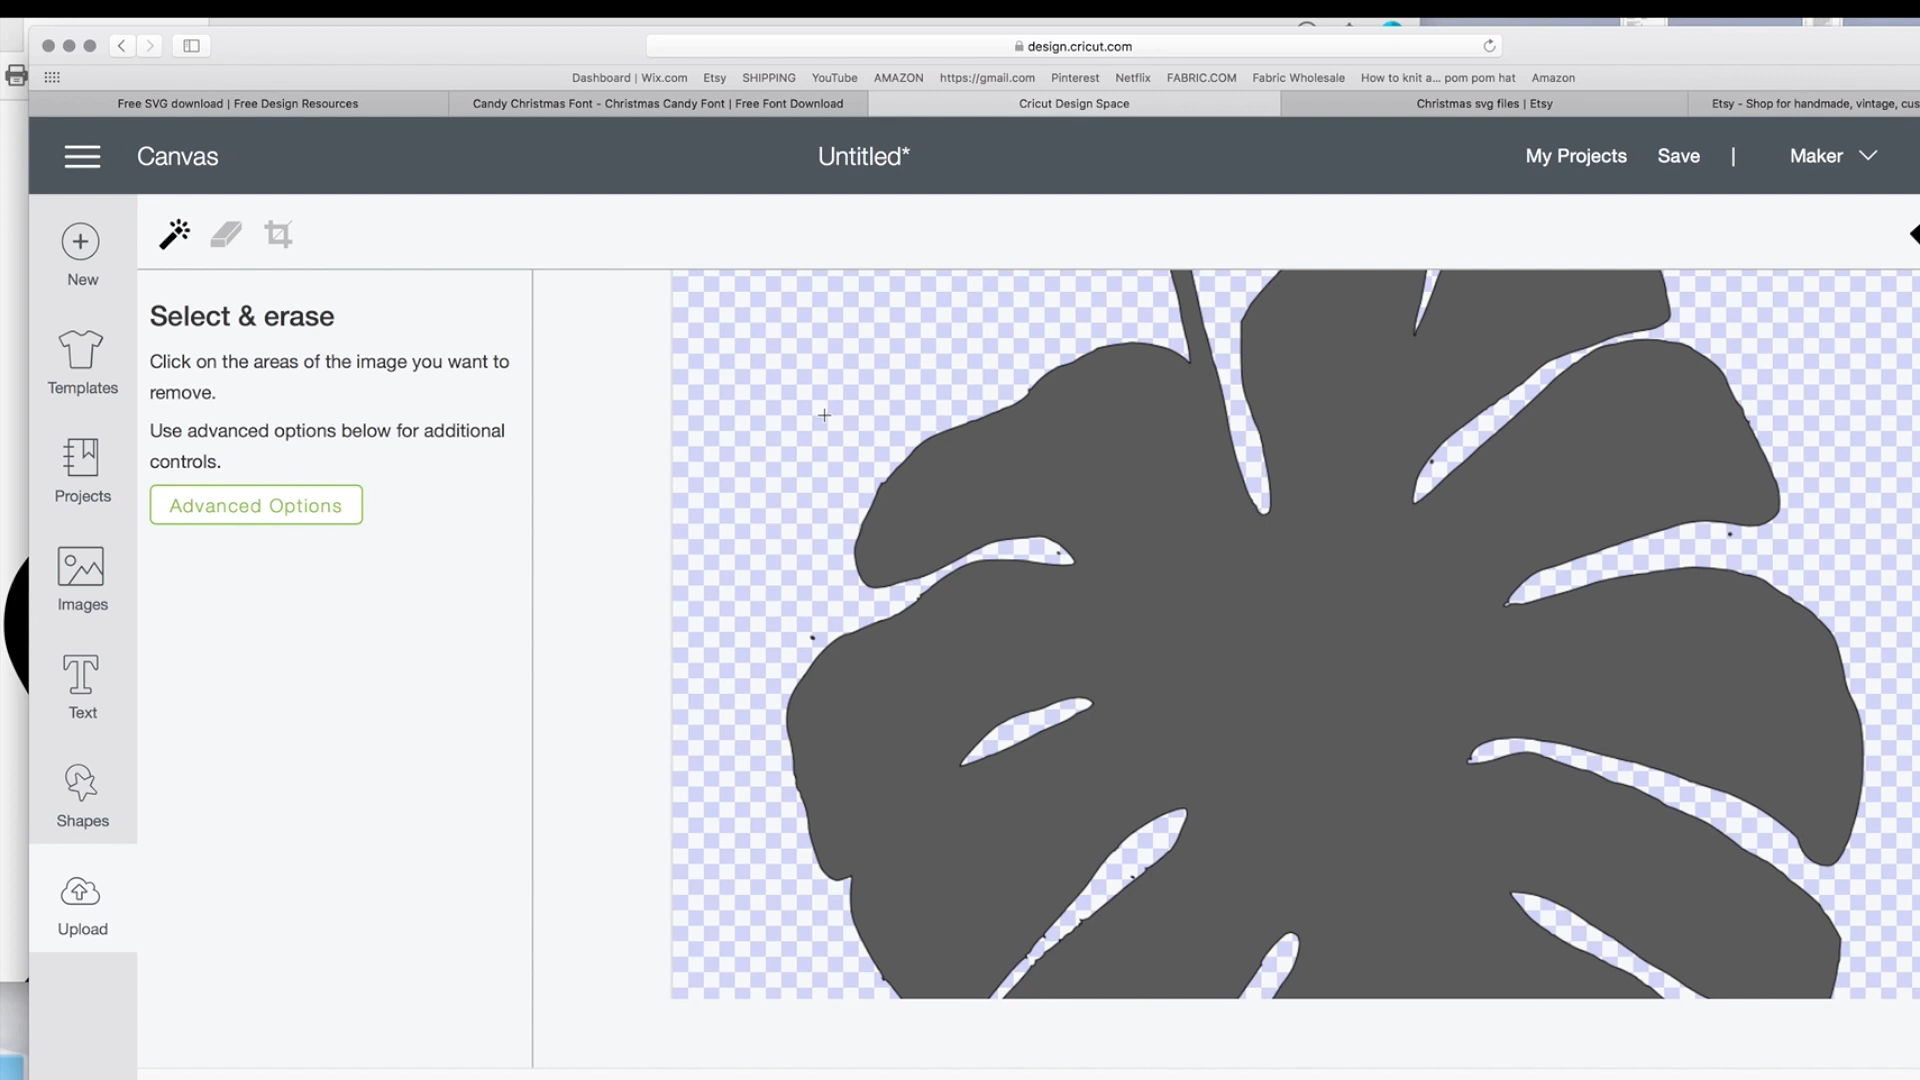 design.cricut.com
Dashboard | Wix.com Etsy SHIPPING YouTube AMAZON https://gmail.com Pinterest Netflix FABRIC.COM Fabric Wholesale How to knit a... pom pom hat Amazon
Free SVG download | Free Design Resources Candy Christmas Font - Christmas Candy Font | Free Font Download Cricut Design Space Christmas svg files | Etsy Etsy - Shop for handmade, vintage, cus
Canvas Untitled* My Projects Save | Maker
New
Templates
Projects
Images
Text
Shapes
Upload
Select & erase
Click on the areas of the image you want to
remove.
Use advanced options below for additional
controls.
Advanced Options